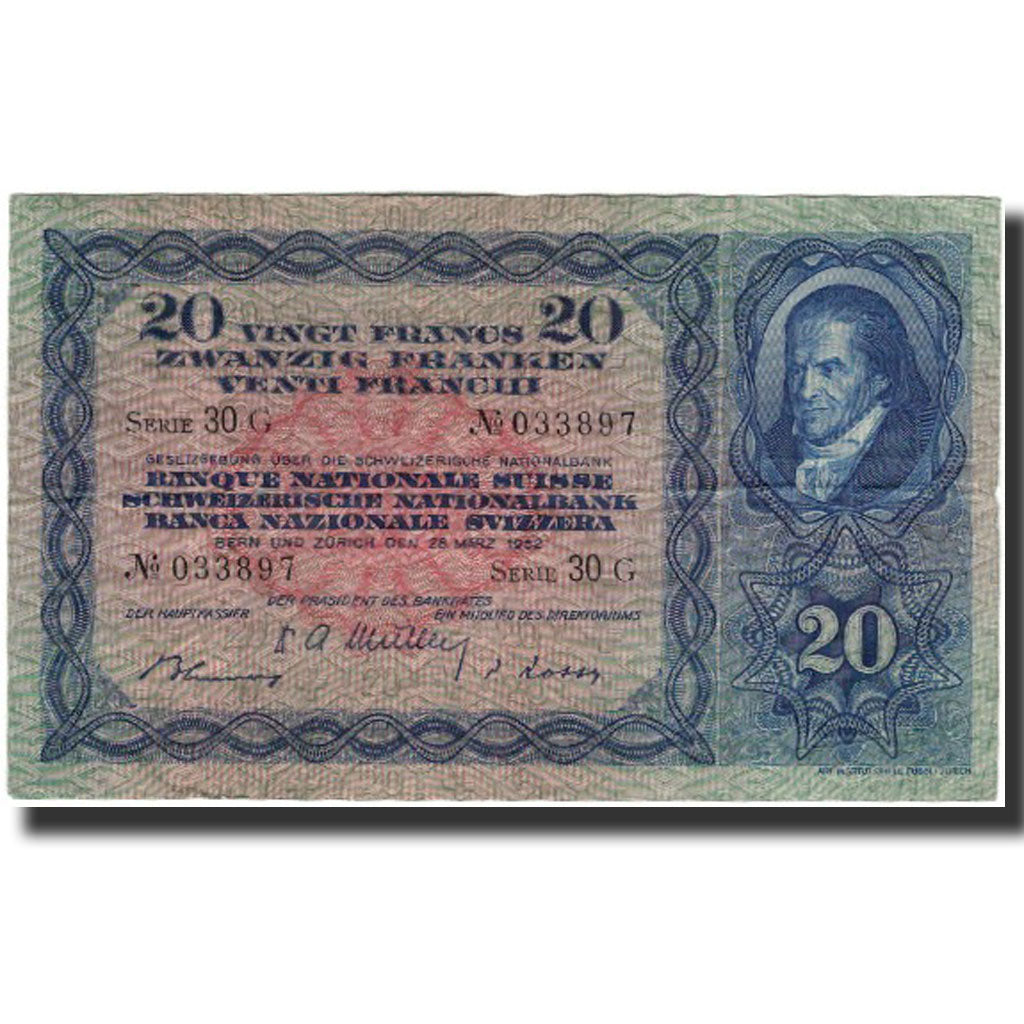 20 VINGT FRANCS 20
ZWANZIG FRANKEN
VENTI FRANCHI
SERIE 30 G № 033897
GESETZGEBUNG ÜBER DIE SCHWEIZERISCHE NATIONALBANK
BANQUE NATIONALE SUISSE
SCHWEIZERISCHE NATIONALBANK
BANCA NAZIONALE SVIZZERA
BERN UND ZÜRICH DEN 28 MÄRZ 1952
№ 033897 SERIE 30 G
DER PRÄSIDENT DES BANKRATES
DER HAUPTKASSIER EIN MITGLIED DES DIREKTORIUMS
A Müller
Rossy
20